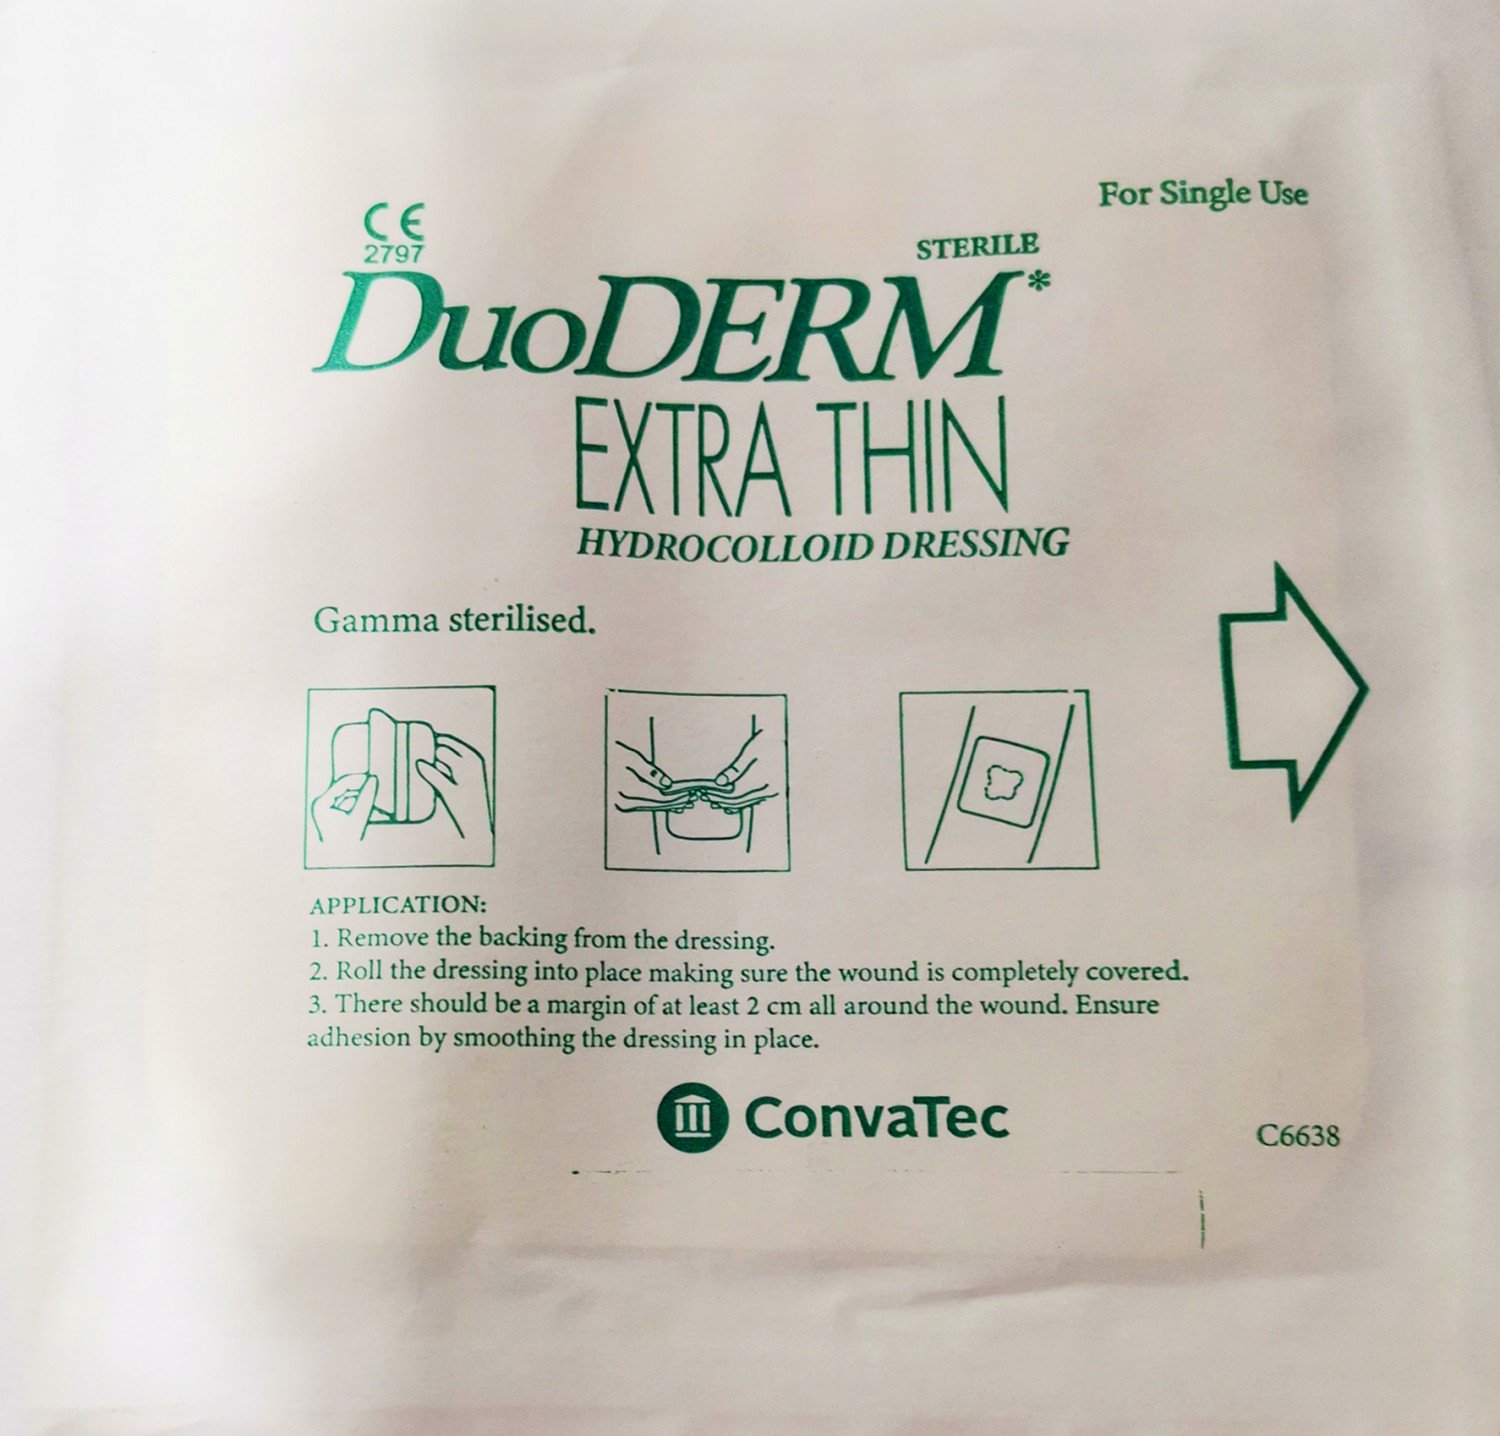 For Single Use
CE
2797
STERILE
DuoDERM*
EXTRA THIN
HYDROCOLLOID DRESSING
Gamma sterilised.
APPLICATION:
1. Remove the backing from the dressing.
2. Roll the dressing into place making sure the wound is completely covered.
3. There should be a margin of at least 2 cm all around the wound. Ensure
adhesion by smoothing the dressing in place.
ConvaTec
C6638